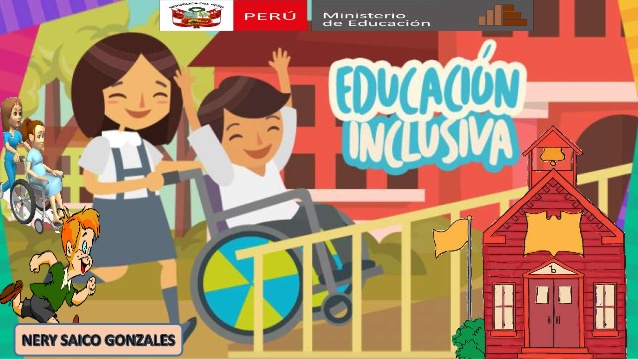 PERÚ
Ministerio
de Educación
EDUCACIÓN
INCLUSIVA
NERY SAICO GONZALES